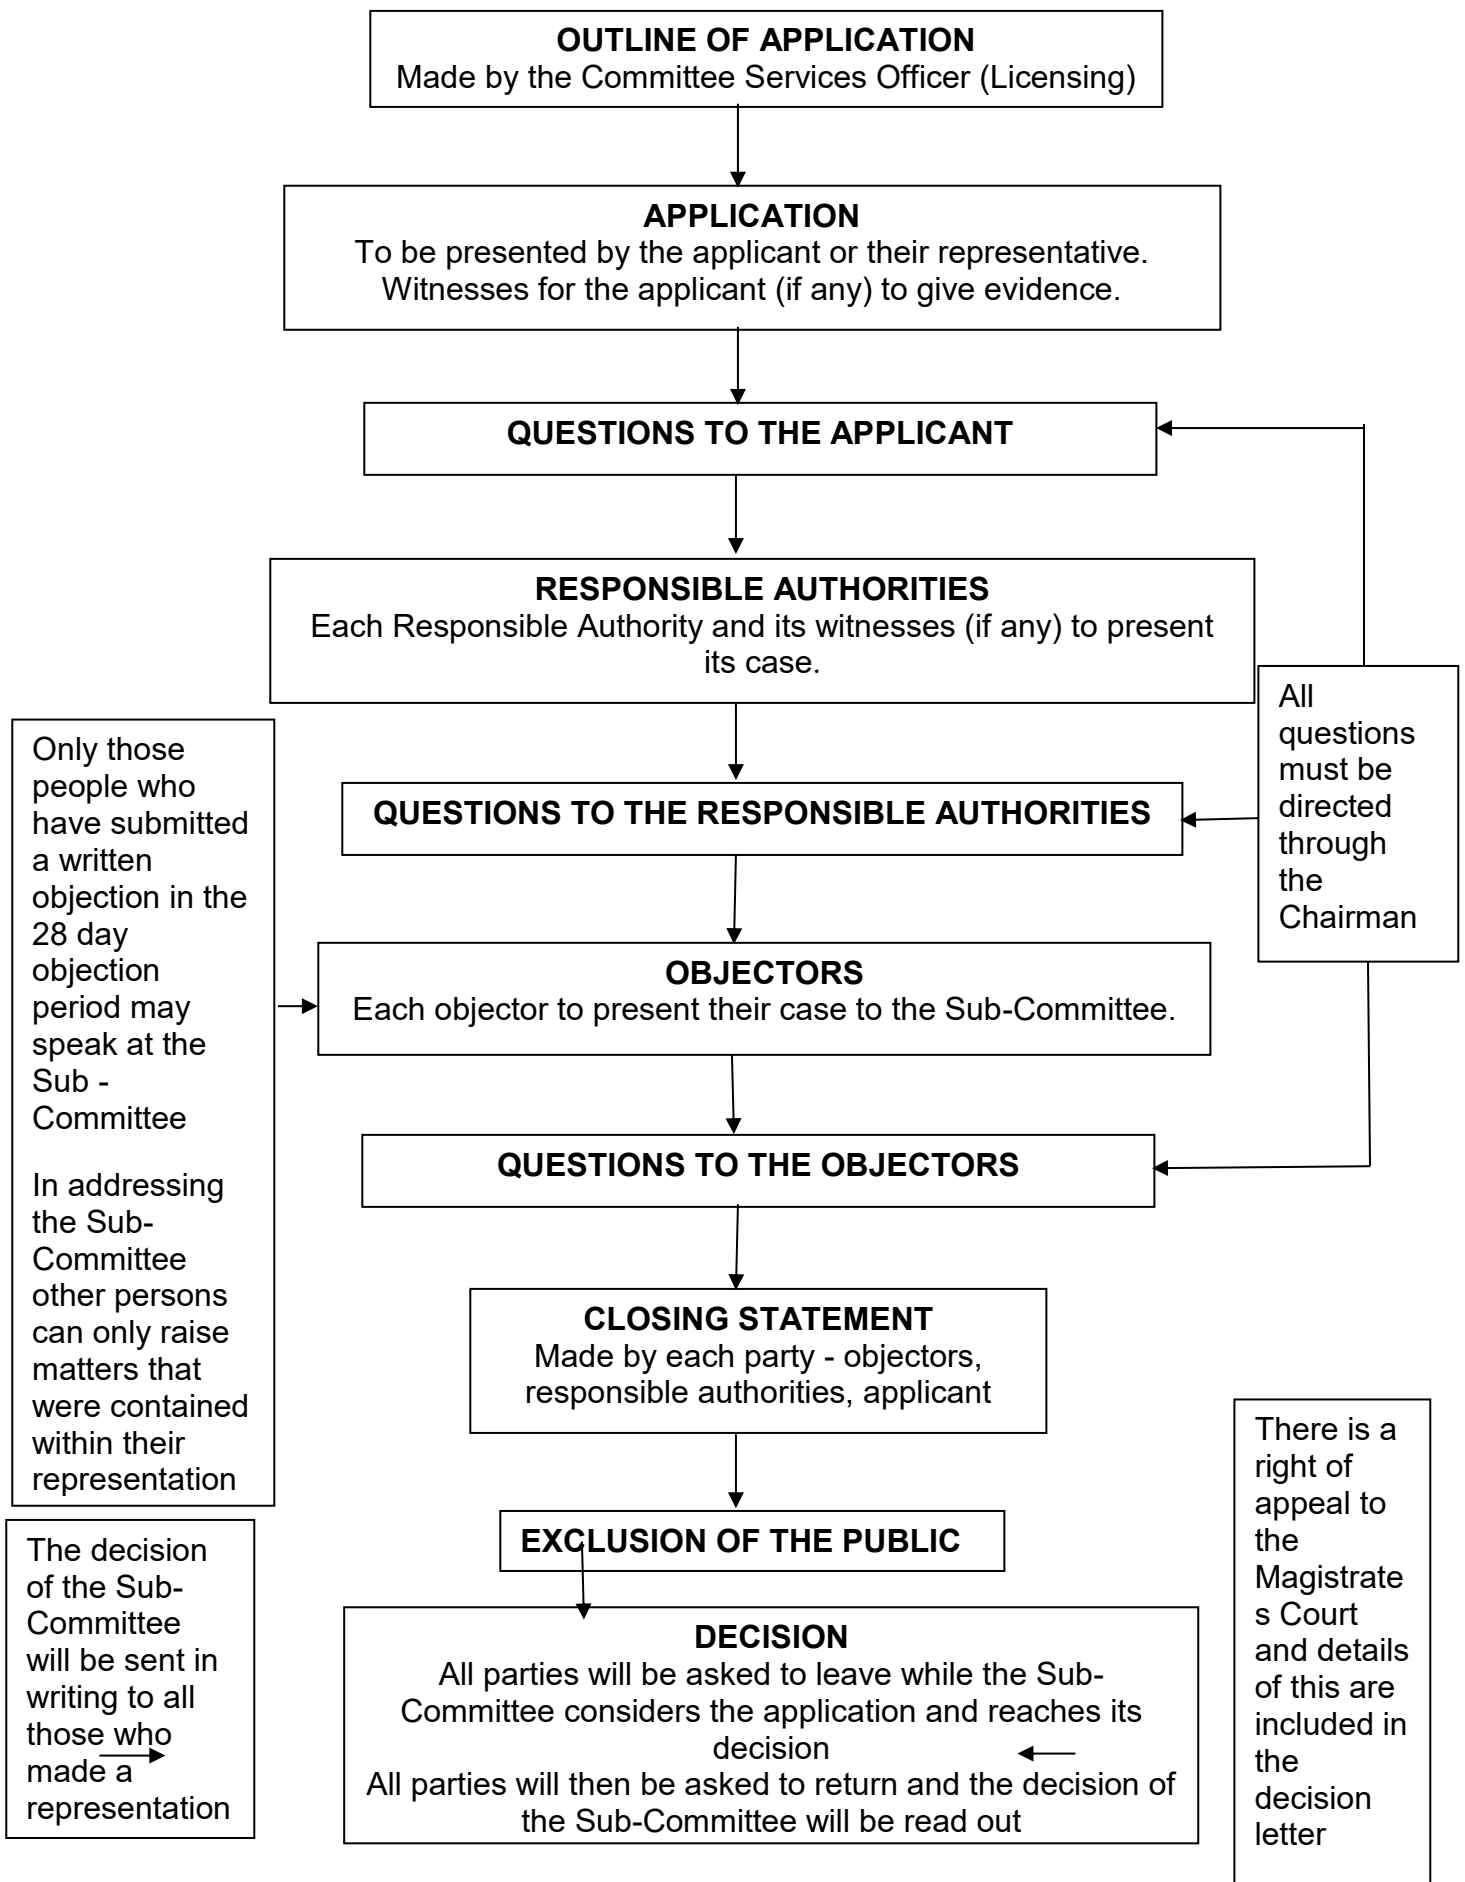 OUTLINE OF APPLICATION
Made by the Committee Services Officer (Licensing)
APPLICATION
To be presented by the applicant or their representative.
Witnesses for the applicant (if any) to give evidence.
QUESTIONS TO THE APPLICANT
RESPONSIBLE AUTHORITIES
Each Responsible Authority and its witnesses (if any) to present
its case.
All
questions
must be
directed
through
the
Chairman
Only those
people who
have submitted
a written
objection in the
28 day
objection
period may
speak at the
Sub -
Committee
In addressing
the Sub-
Committee
other persons
can only raise
matters that
were contained
within their
representation
QUESTIONS TO THE RESPONSIBLE AUTHORITIES
OBJECTORS
Each objector to present their case to the Sub-Committee.
QUESTIONS TO THE OBJECTORS
CLOSING STATEMENT
Made by each party - objectors,
responsible authorities, applicant
There is a
right of
appeal to
the
Magistrate
s Court
and details
of this are
included in
the
decision
letter
EXCLUSION OF THE PUBLIC
The decision
of the Sub-
Committee
will be sent in
writing to all
those who
made a
representation
DECISION
All parties will be asked to leave while the Sub-
Committee considers the application and reaches its
decision
All parties will then be asked to return and the decision of
the Sub-Committee will be read out